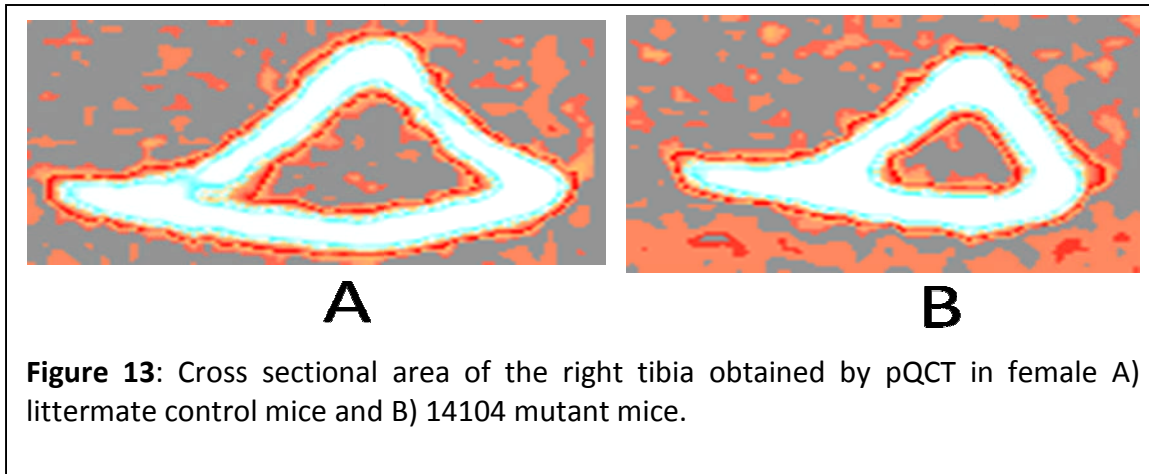 A
B
Figure 13: Cross sectional area of the right tibia obtained by pQCT in female A)
littermate control mice and B) 14104 mutant mice.